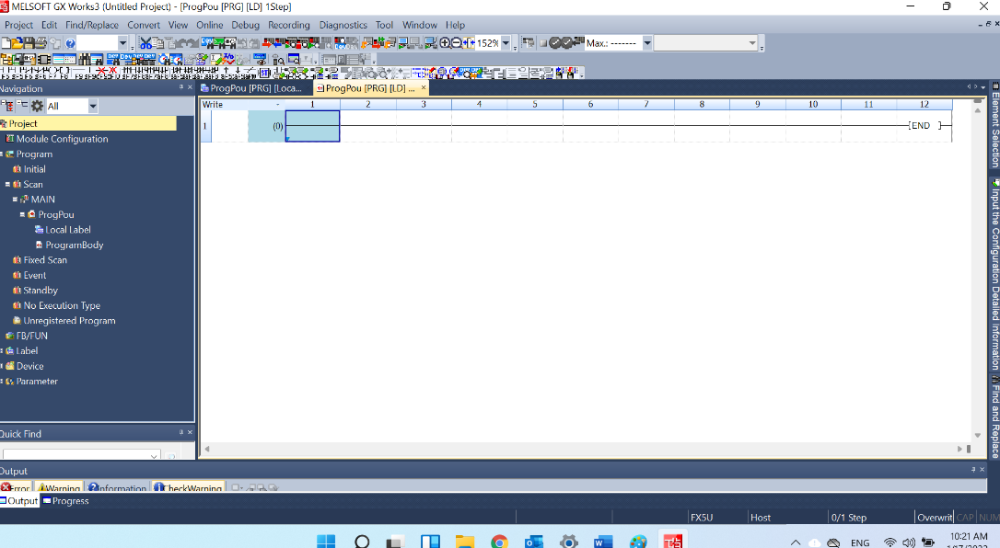 MELSOFT GX Works3 (Untitled Project) - [ProgPou [PRG] [LD] 1Step]
Project Edit Find/Replace Convert View Online Debug Recording Diagnostics Tool Window Help
152%
Max.: -------
Navigation
ProgPou [PRG] [Loca...
ProgPou [PRG] [LD] ...
All
Write 1 2 3 4 5 6 7 8 9 10 11 12
1 (0) [END ]
Project
Module Configuration
Program
Initial
Scan
MAIN
ProgPou
Local Label
ProgramBody
Fixed Scan
Event
Standby
No Execution Type
Unregistered Program
FB/FUN
Label
Device
Parameter
Element Selection
Input the Configuration Detailed Information
Find and Replace
Quick Find
Output
Error Warning Information CheckWarning
Output Progress
FX5U Host 0/1 Step Overwrit CAP NUM
ENG
10:21 AM